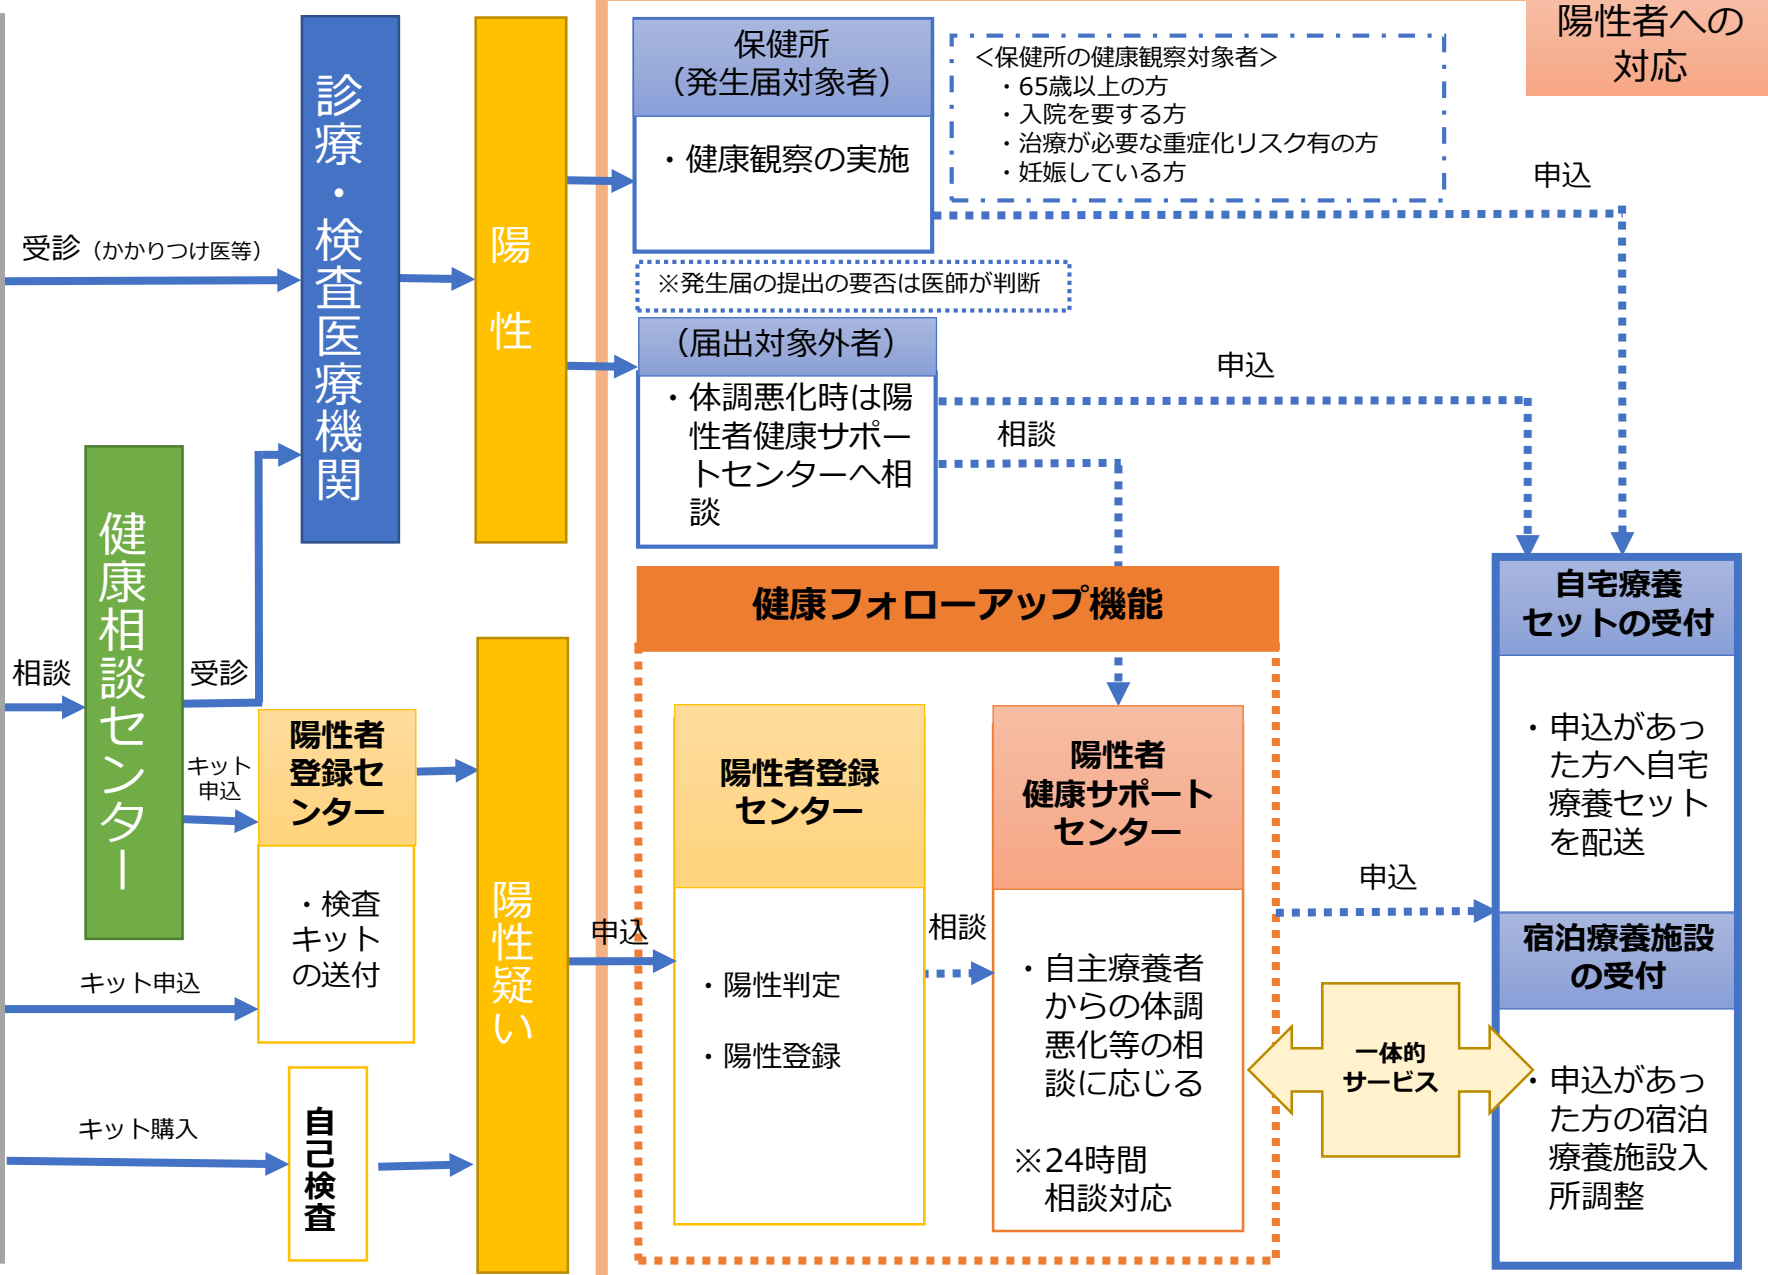 陽性者への
対応
保健所
（発生届対象者）
・健康観察の実施
＜保健所の健康観察対象者＞
・65歳以上の方
・入院を要する方
・治療が必要な重症化リスク有の方
・妊娠している方
申込
※発生届の提出の要否は医師が判断
（届出対象外者）
・体調悪化時は陽
性者健康サポー
トセンターへ相
談
申込
相談
受診（かかりつけ医等）
診療・検査医療機関
陽性
健康相談センター
相談
受診
キット
申込
陽性者
登録セ
ンター
・検査
キット
の送付
キット申込
キット購入
自己検査
陽性疑い
申込
健康フォローアップ機能
陽性者登録
センター
・陽性判定
・陽性登録
相談
陽性者
健康サポート
センター
・自主療養者
からの体調
悪化等の相
談に応じる
※24時間
相談対応
申込
一体的
サービス
自宅療養
セットの受付
・申込があっ
た方へ自宅
療養セット
を配送
宿泊療養施設
の受付
・申込があっ
た方の宿泊
療養施設入
所調整